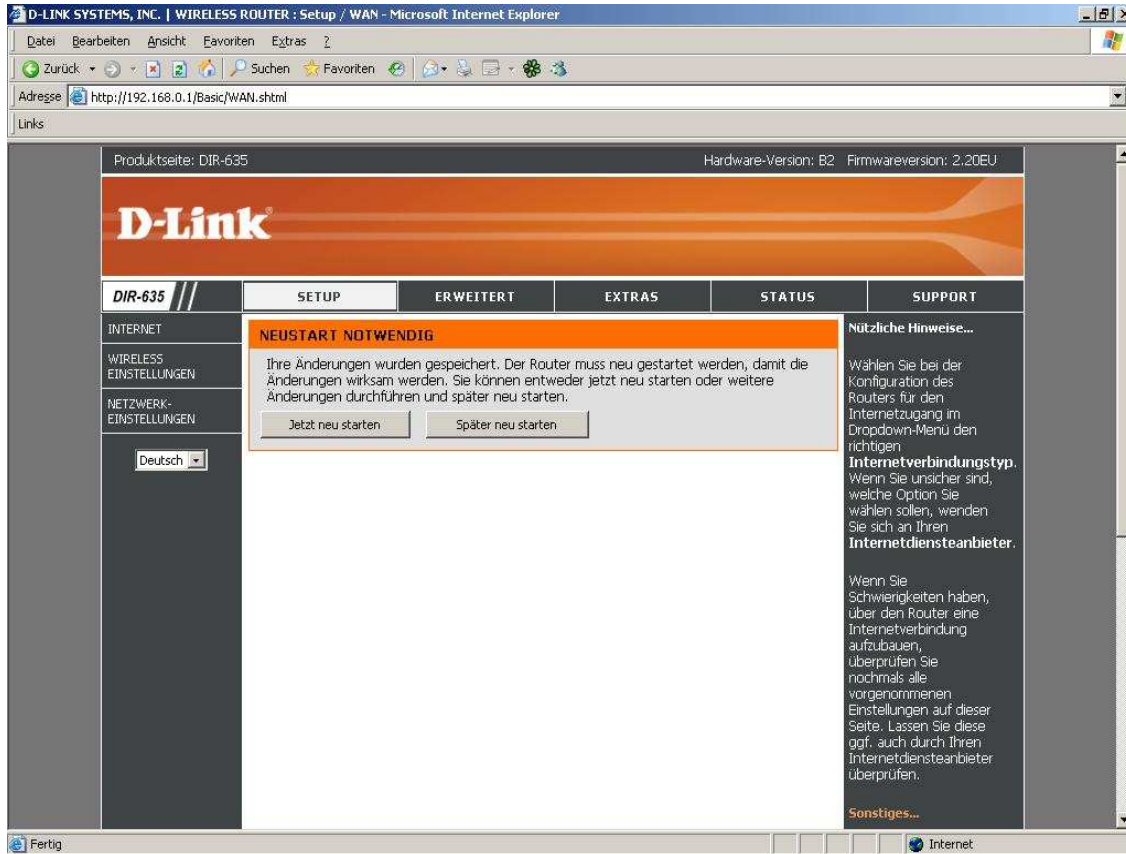 D-LINK SYSTEMS, INC. | WIRELESS ROUTER : Setup / WAN - Microsoft Internet Explorer
Datei Bearbeiten Ansicht Favoriten Extras ?
Zurück Suchen Favoriten
Adresse http://192.168.0.1/Basic/WAN.shtml
Links
Produktseite: DIR-635 Hardware-Version: B2 Firmwareversion: 2.20EU
D-Link
DIR-635 SETUP ERWEITERT EXTRAS STATUS SUPPORT
INTERNET
WIRELESS
EINSTELLUNGEN
NETZWERK-
EINSTELLUNGEN
Deutsch
NEUSTART NOTWENDIG
Ihre Änderungen wurden gespeichert. Der Router muss neu gestartet werden, damit die
Änderungen wirksam werden. Sie können entweder jetzt neu starten oder weitere
Änderungen durchführen und später neu starten.
Jetzt neu starten Später neu starten
Nützliche Hinweise...
Wählen Sie bei der
Konfiguration des
Routers für den
Internetzugang im
Dropdown-Menü den
richtigen
Internetverbindungstyp.
Wenn Sie unsicher sind,
welche Option Sie
wählen sollen, wenden
Sie sich an Ihren
Internetdiensteanbieter.
Wenn Sie
Schwierigkeiten haben,
über den Router eine
Internetverbindung
aufzubauen,
überprüfen Sie
nochmals alle
vorgenommenen
Einstellungen auf dieser
Seite. Lassen Sie diese
ggf. auch durch Ihren
Internetdiensteanbieter
überprüfen.
Sonstiges...
Fertig Internet